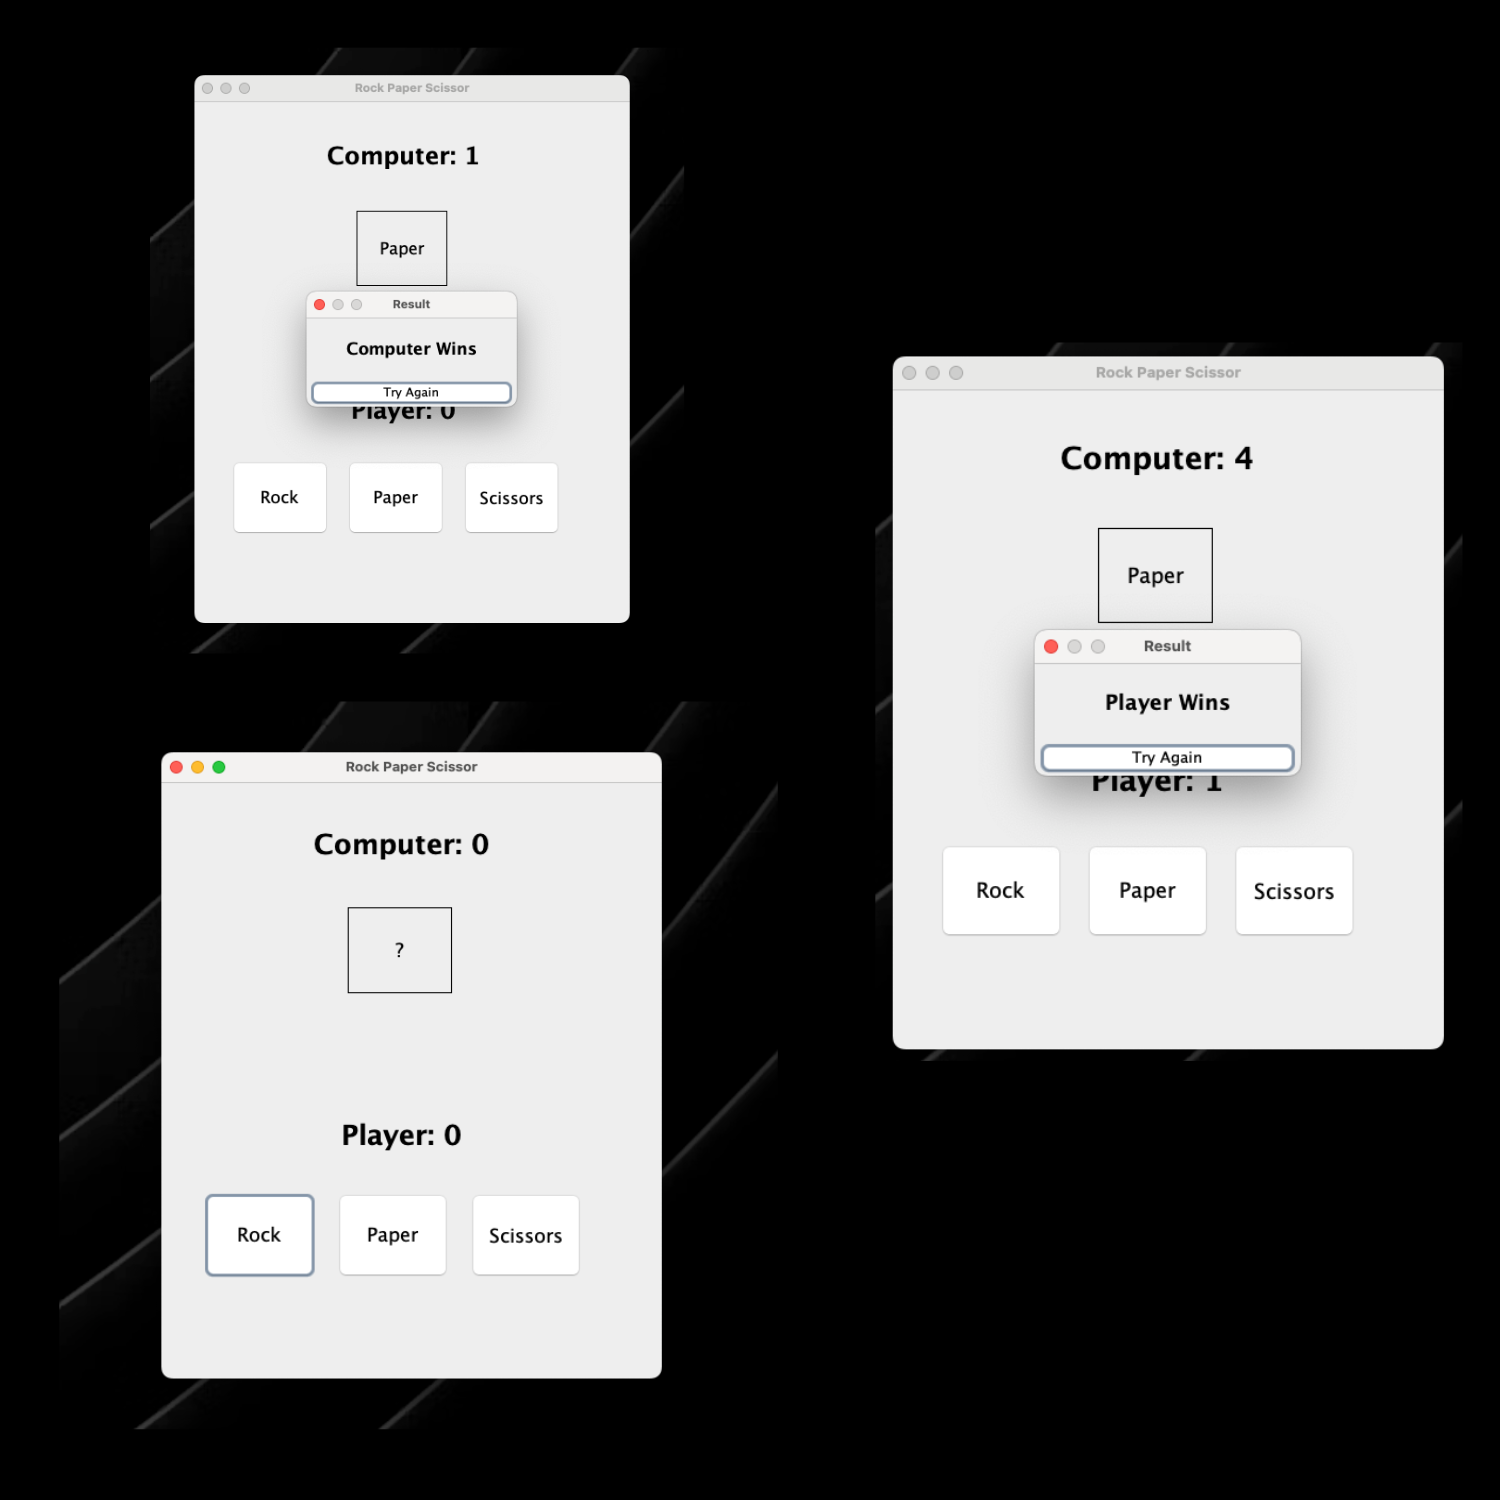 Rock Paper Scissor
Computer: 1
Paper
Result
Computer Wins
Try Again
Player: 0
Rock Paper Scissors
Rock Paper Scissor
Computer: 4
Paper
Result
Player Wins
Try Again
Player: 1
Rock Paper Scissors
Rock Paper Scissor
Computer: 0
?
Player: 0
Rock Paper Scissors